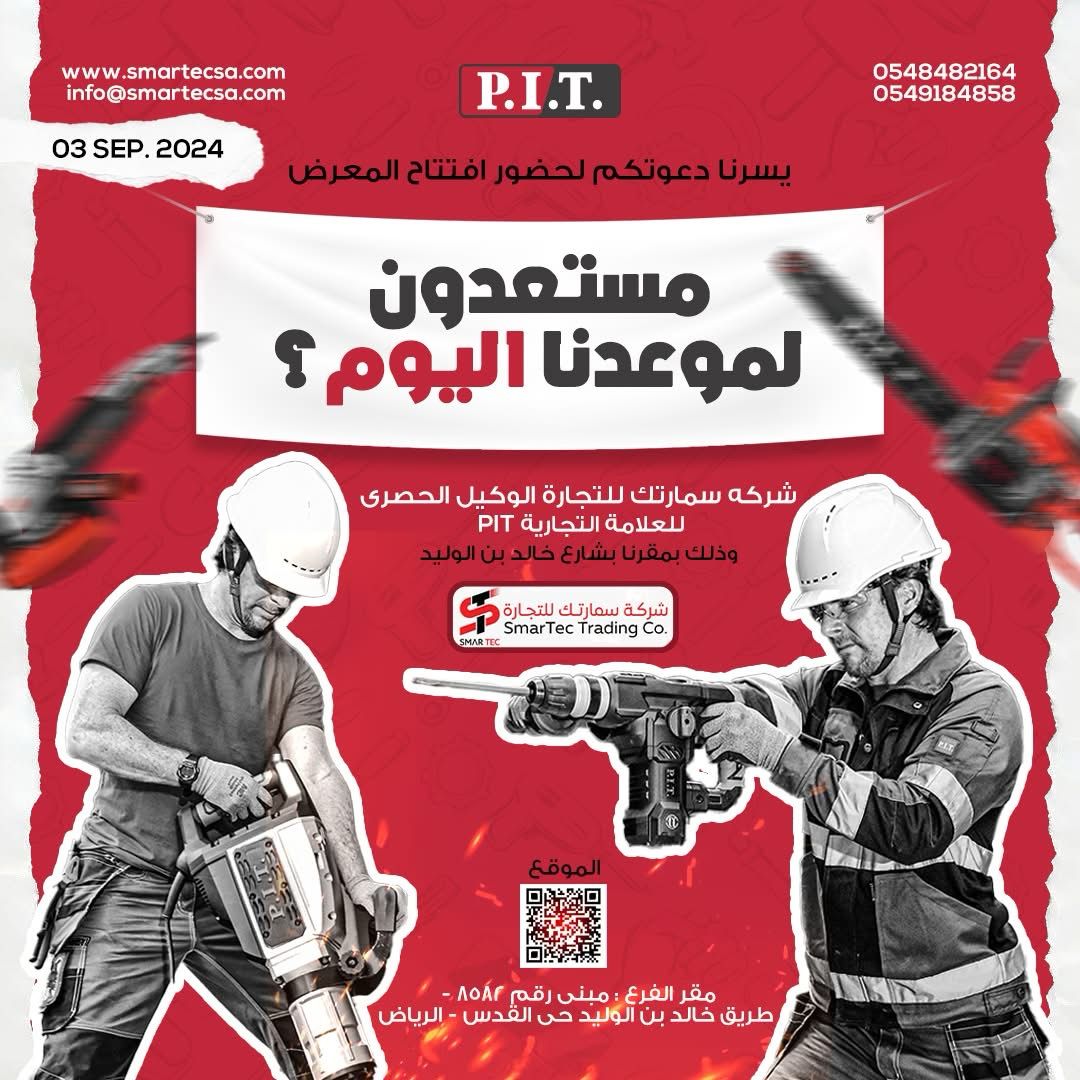 www.smartecsa.com
info@smartecsa.com
P.I.T.
0548482164
0549184858
03 SEP. 2024
يسرنا دعوتكم لحضور افتتاح المعرض
مستعدون
لموعدنا اليوم ؟
شركه سمارتك للتجارة الوكيل الحصرى
للعلامة التجارية PIT
وذلك بمقرنا بشارع خالد بن الوليد
شركة سمارتك للتجارة
SmarTec Trading Co.
SMAR TEC
P.I.T.
P.I.T.
P.I.T.
الموقع
مقر الفرع : مبنى رقم ٨٥٨٢ -
طريق خالد بن الوليد حى القدس - الرياض